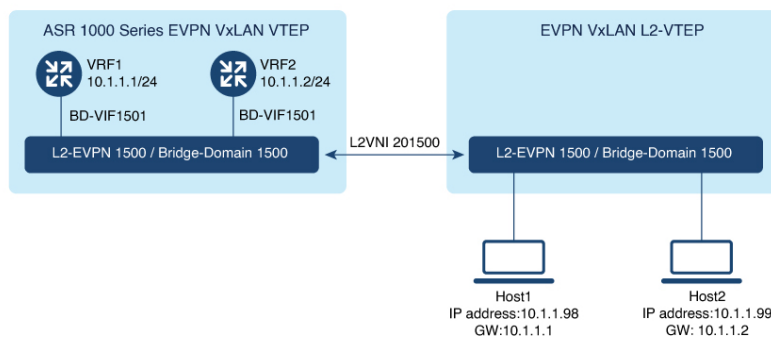 ASR 1000 Series EVPN VxLAN VTEP
VRF1
10.1.1.1/24
VRF2
10.1.1.2/24
BD-VIF1501
BD-VIF1501
L2-EVPN 1500 / Bridge-Domain 1500
L2VNI 201500
EVPN VxLAN L2-VTEP
L2-EVPN 1500 / Bridge-Domain 1500
Host1
IP address:10.1.1.98
GW:10.1.1.1
Host2
IP address:10.1.1.99
GW: 10.1.1.2